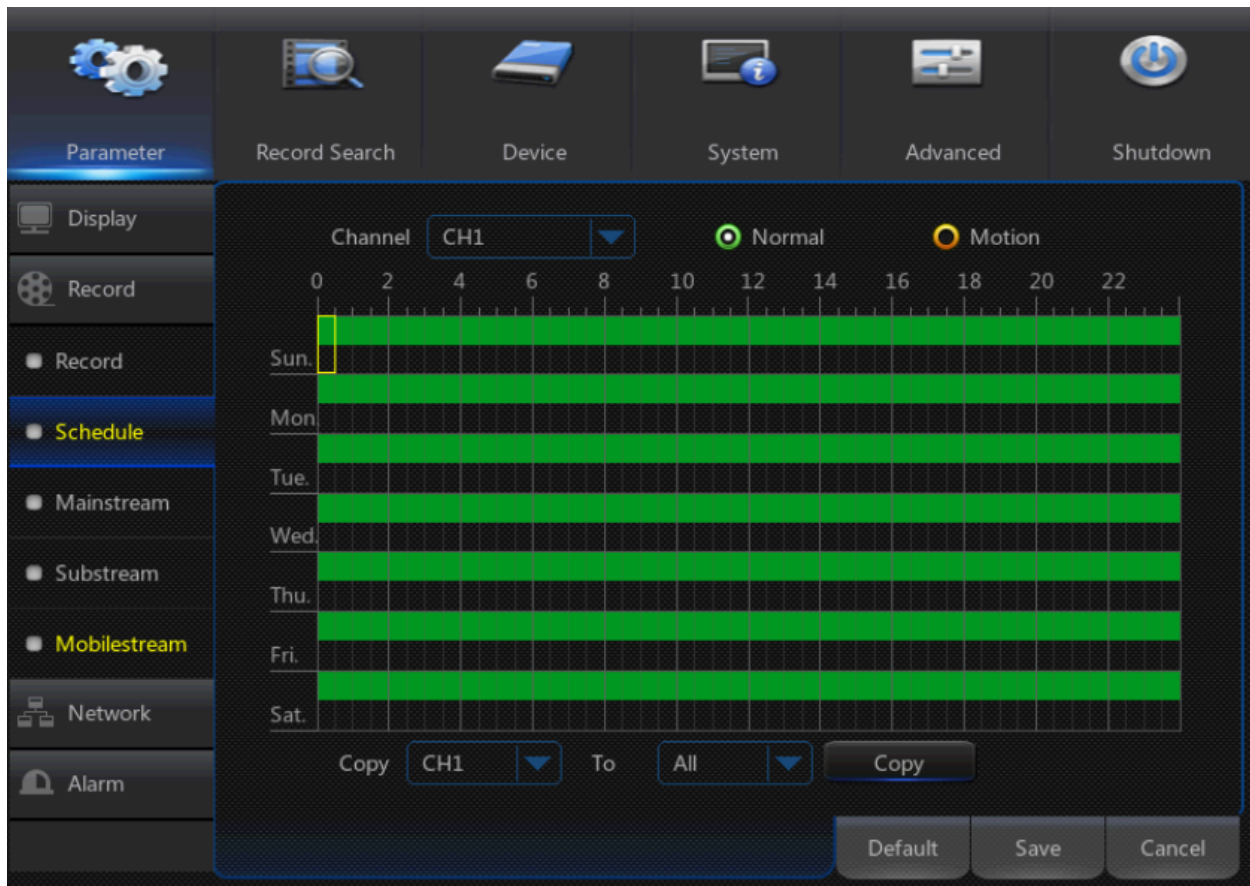 Parameter Record Search Device System Advanced Shutdown
Display
Channel CH1 Normal Motion
Record
0 2 4 6 8 10 12 14 16 18 20 22
Sun.
Record
Mon.
Schedule
Tue.
Mainstream
Wed.
Substream
Thu.
Mobilestream
Fri.
Network
Sat.
Copy CH1 To All Copy
Alarm
Default Save Cancel